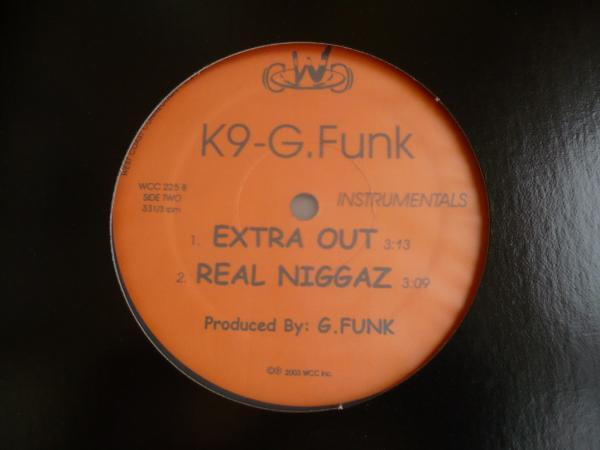 W
K9-G.Funk
WCC 225 B
SIDE TWO
33 1/3 rpm
INSTRUMENTALS
1. EXTRA OUT 3:13
2. REAL NIGGAZ 3:09
Produced By: G.FUNK
©℗ 2003 WCC Inc.